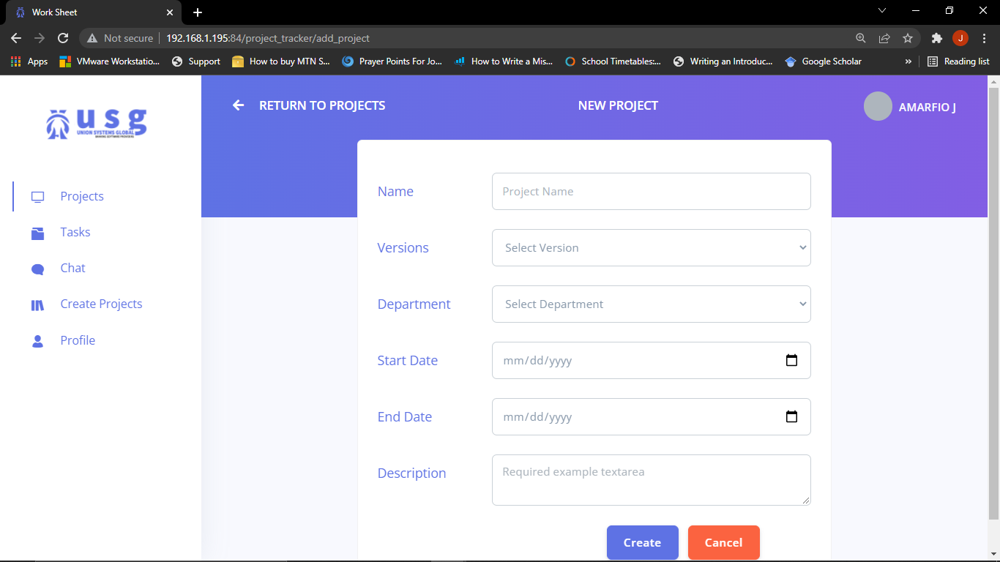 Work Sheet
Not secure 192.168.1.195:84/project_tracker/add_project J
Apps VMware Workstatio... Support How to buy MTN S... Prayer Points For Jo... How to Write a Mis... School Timetables:... Writing an Introduc... Google Scholar » Reading list
usg
UNION SYSTEMS GLOBAL
BANKING SOFTWARE PROVIDERS
RETURN TO PROJECTS NEW PROJECT AMARFIO J
Projects
Tasks
Chat
Create Projects
Profile
Name Project Name
Versions Select Version
Department Select Department
Start Date mm/dd/yyyy
End Date mm/dd/yyyy
Description Required example textarea
Create Cancel